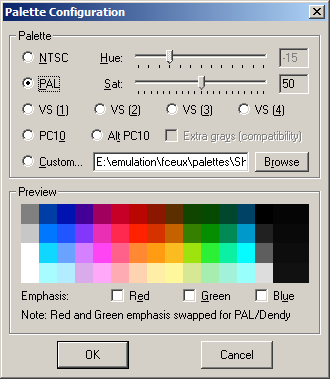 Palette Configuration
Palette
NTSC Hue: -15
PAL Sat: 50
VS (1) VS (2) VS (3) VS (4)
PC10 Alt PC10 Extra grays (compatibility)
Custom... E:\emulation\fceux\palettes\Sh Browse
Preview
Emphasis: Red Green Blue
Note: Red and Green emphasis swapped for PAL/Dendy
OK Cancel